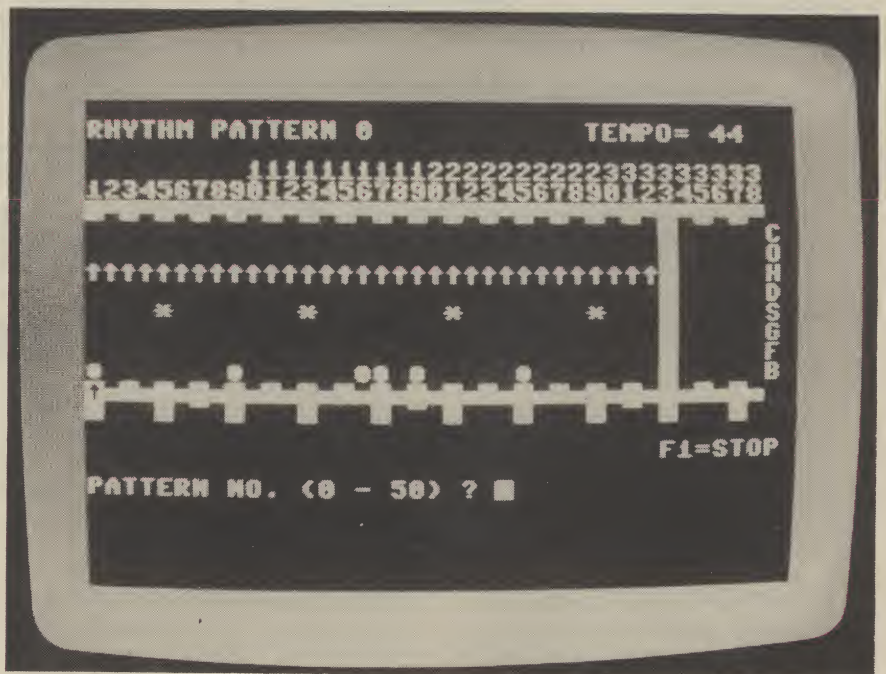 RHYTHM PATTERN 0 TEMPO= 44
11111111112222222222333333333
12345678901234567890123456789012345678
C
O
H
D
S
G
F
B
F1=STOP
PATTERN NO. (0 - 50) ?